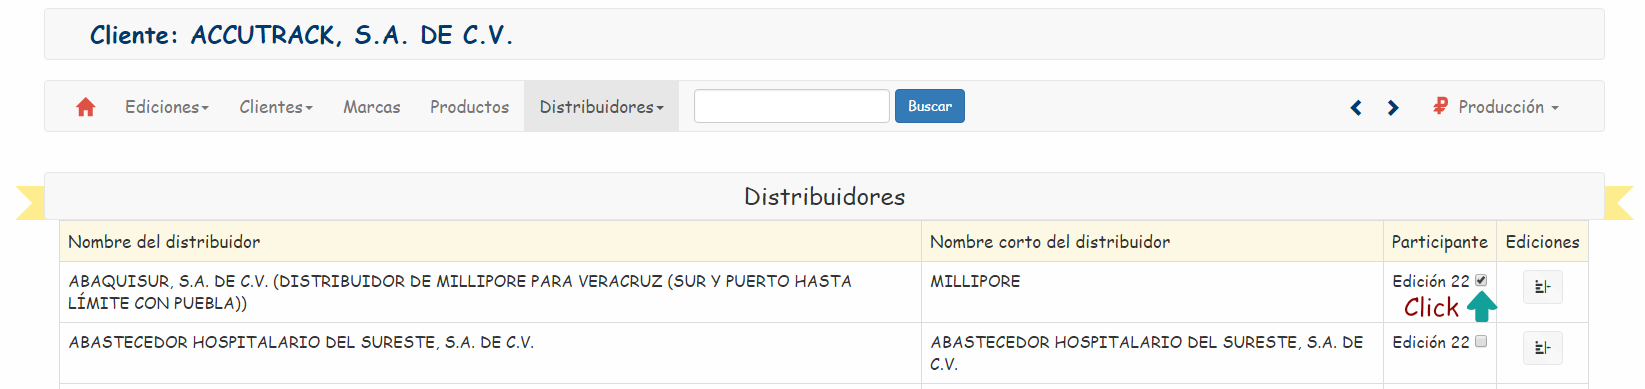 Cliente: ACCUTRACK, S.A. DE C.V.
Ediciones Clientes Marcas Productos Distribuidores Buscar Producción
Distribuidores
Nombre del distribuidor Nombre corto del distribuidor Participante Ediciones
ABAQUISUR, S.A. DE C.V. (DISTRIBUIDOR DE MILLIPORE PARA VERACRUZ (SUR Y PUERTO HASTA
LÍMITE CON PUEBLA))
MILLIPORE
Edición 22
Click
ABASTECEDOR HOSPITALARIO DEL SURESTE, S.A. DE C.V.
ABASTECEDOR HOSPITALARIO DEL SURESTE, S.A. DE
C.V.
Edición 22